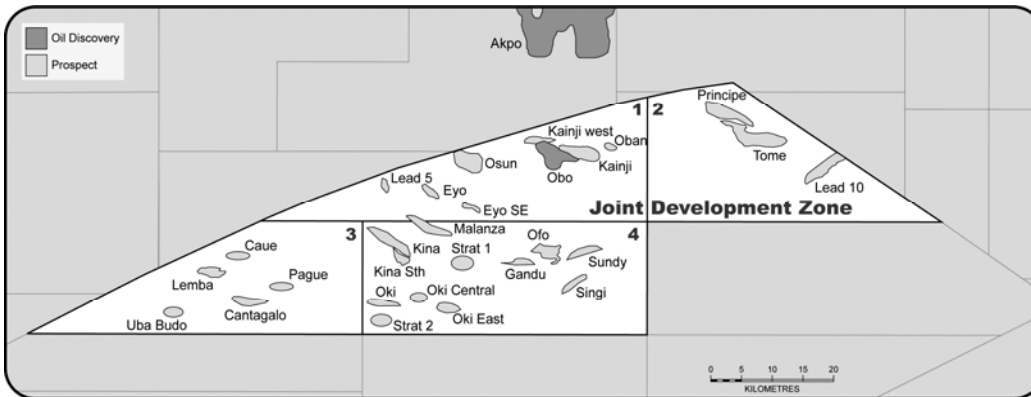 Oil Discovery
Prospect
Akpo
1
2
Principe
Kainji west
Oban
Tome
Osun
Kainji
Obo
Lead 5
Eyo
Lead 10
Eyo SE
Joint Development Zone
Malanza
3
4
Caue
Kina
Strat 1
Ofo
Sundy
Lemba
Pague
Kina Sth
Gandu
Singi
Oki
Oki Central
Cantagalo
Uba Budo
Strat 2
Oki East
0 5 10 20
KILOMETRES